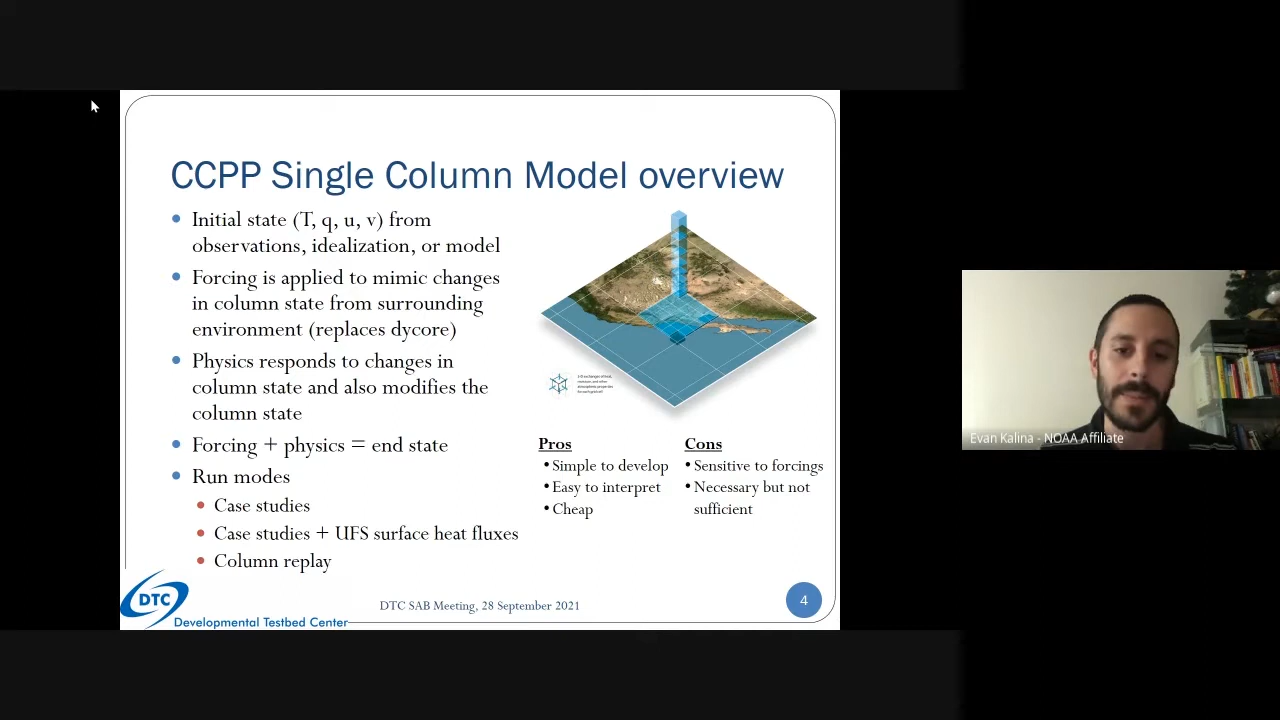 CCPP Single Column Model overview
Initial state (T, q, u, v) from
observations, idealization, or model
Forcing is applied to mimic changes
in column state from surrounding
environment (replaces dycore)
Physics responds to changes in
column state and also modifies the
column state
Forcing + physics = end state
Run modes
Case studies
Case studies + UFS surface heat fluxes
Column replay
Pros
Simple to develop
Easy to interpret
Cheap
Cons
Sensitive to forcings
Necessary but not
sufficient
DTC
Developmental Testbed Center
DTC SAB Meeting, 28 September 2021
4
Evan Kalina - NOAA Affiliate